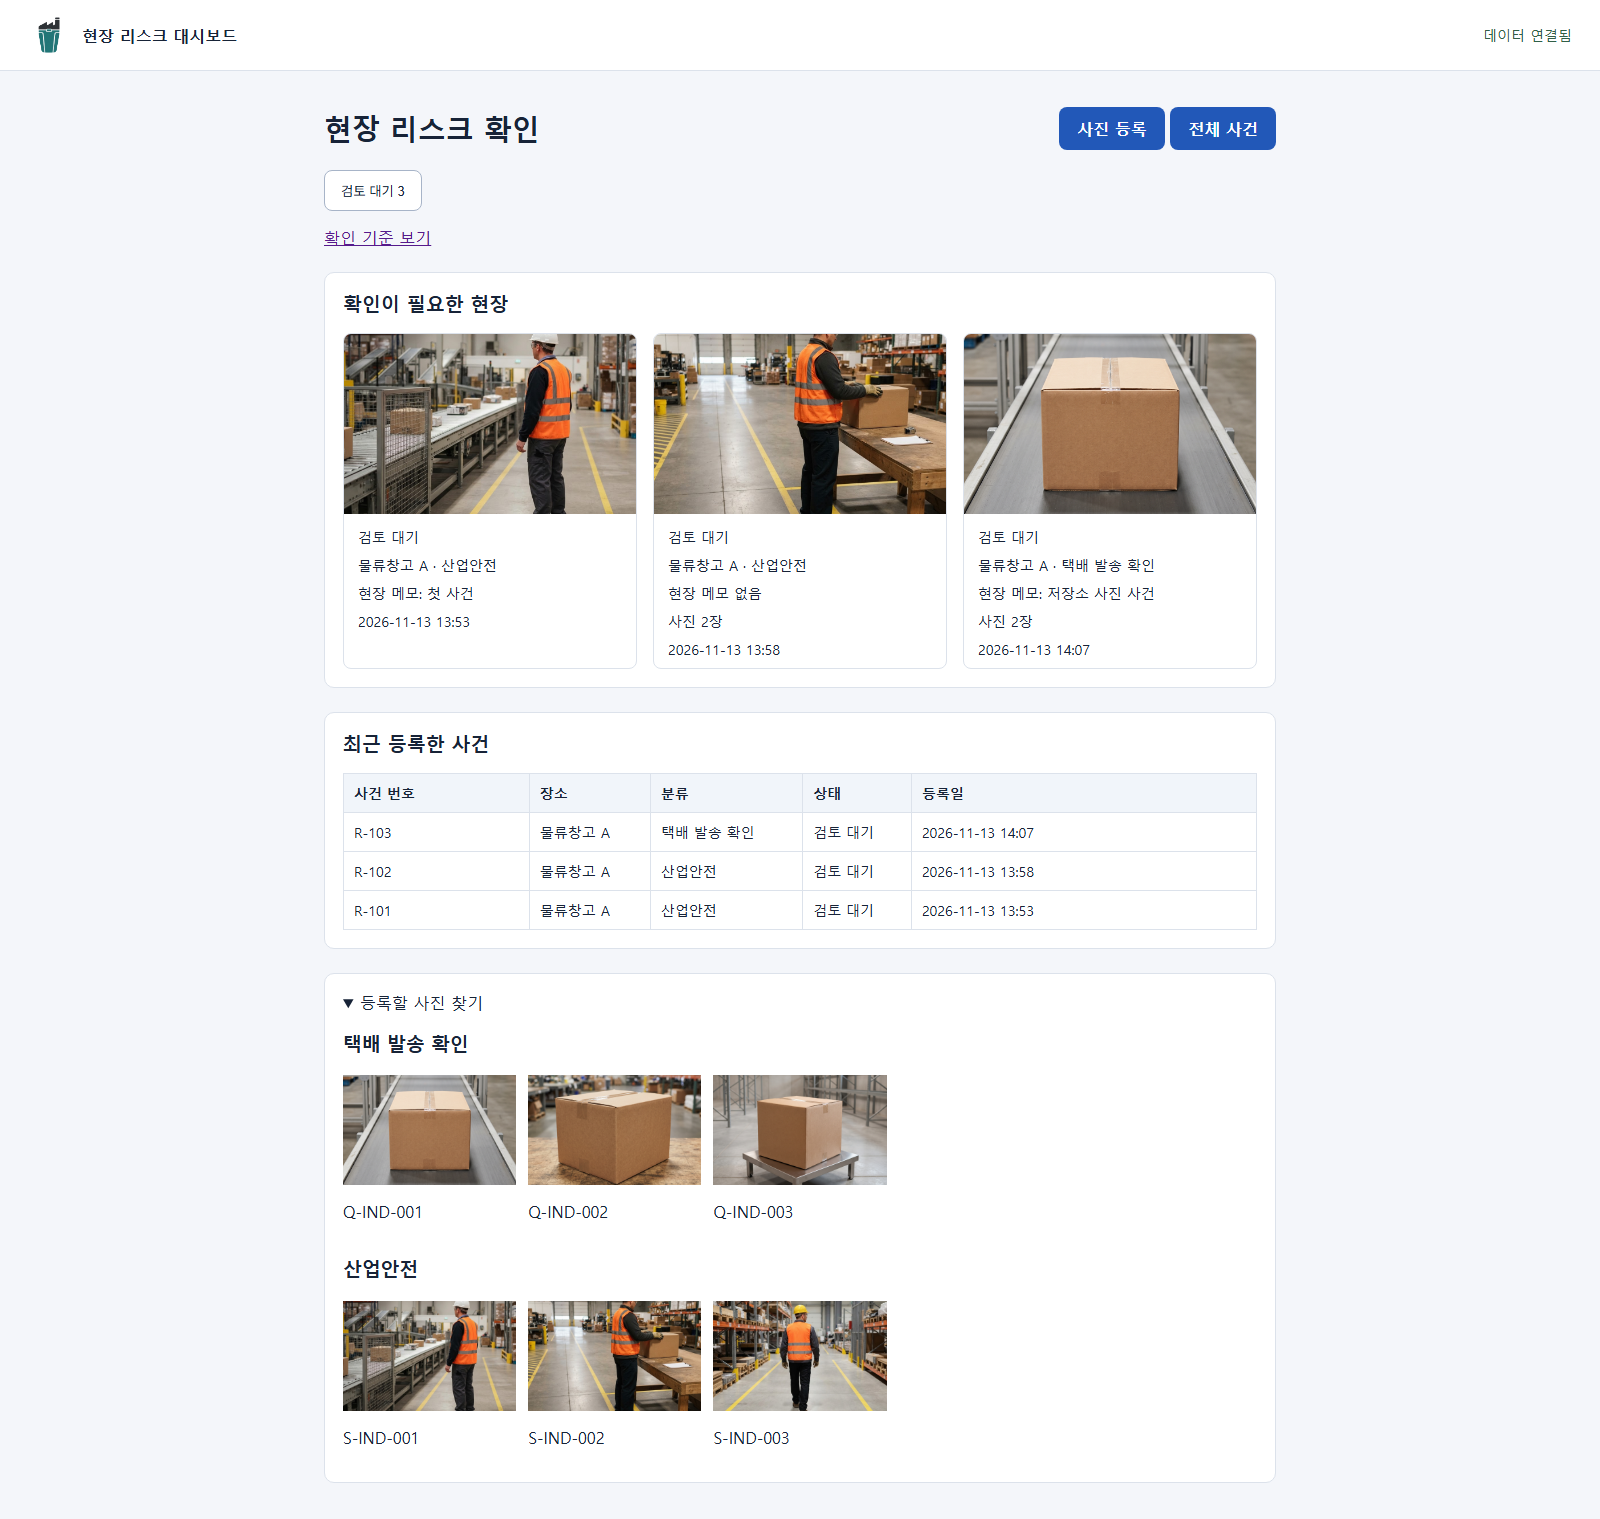 현장 리스크 대시보드
데이터 연결됨
현장 리스크 확인
사진 등록
전체 사건
검토 대기 3
확인 기준 보기
확인이 필요한 현장
검토 대기
물류창고 A · 산업안전
현장 메모: 첫 사건
2026-11-13 13:53
검토 대기
물류창고 A · 산업안전
현장 메모 없음
사진 2장
2026-11-13 13:58
검토 대기
물류창고 A · 택배 발송 확인
현장 메모: 저장소 사진 사건
사진 2장
2026-11-13 14:07
최근 등록한 사건
사건 번호 장소 분류 상태 등록일
R-103 물류창고 A 택배 발송 확인 검토 대기 2026-11-13 14:07
R-102 물류창고 A 산업안전 검토 대기 2026-11-13 13:58
R-101 물류창고 A 산업안전 검토 대기 2026-11-13 13:53
▼ 등록할 사진 찾기
택배 발송 확인
Q-IND-001
Q-IND-002
Q-IND-003
산업안전
S-IND-001
S-IND-002
S-IND-003